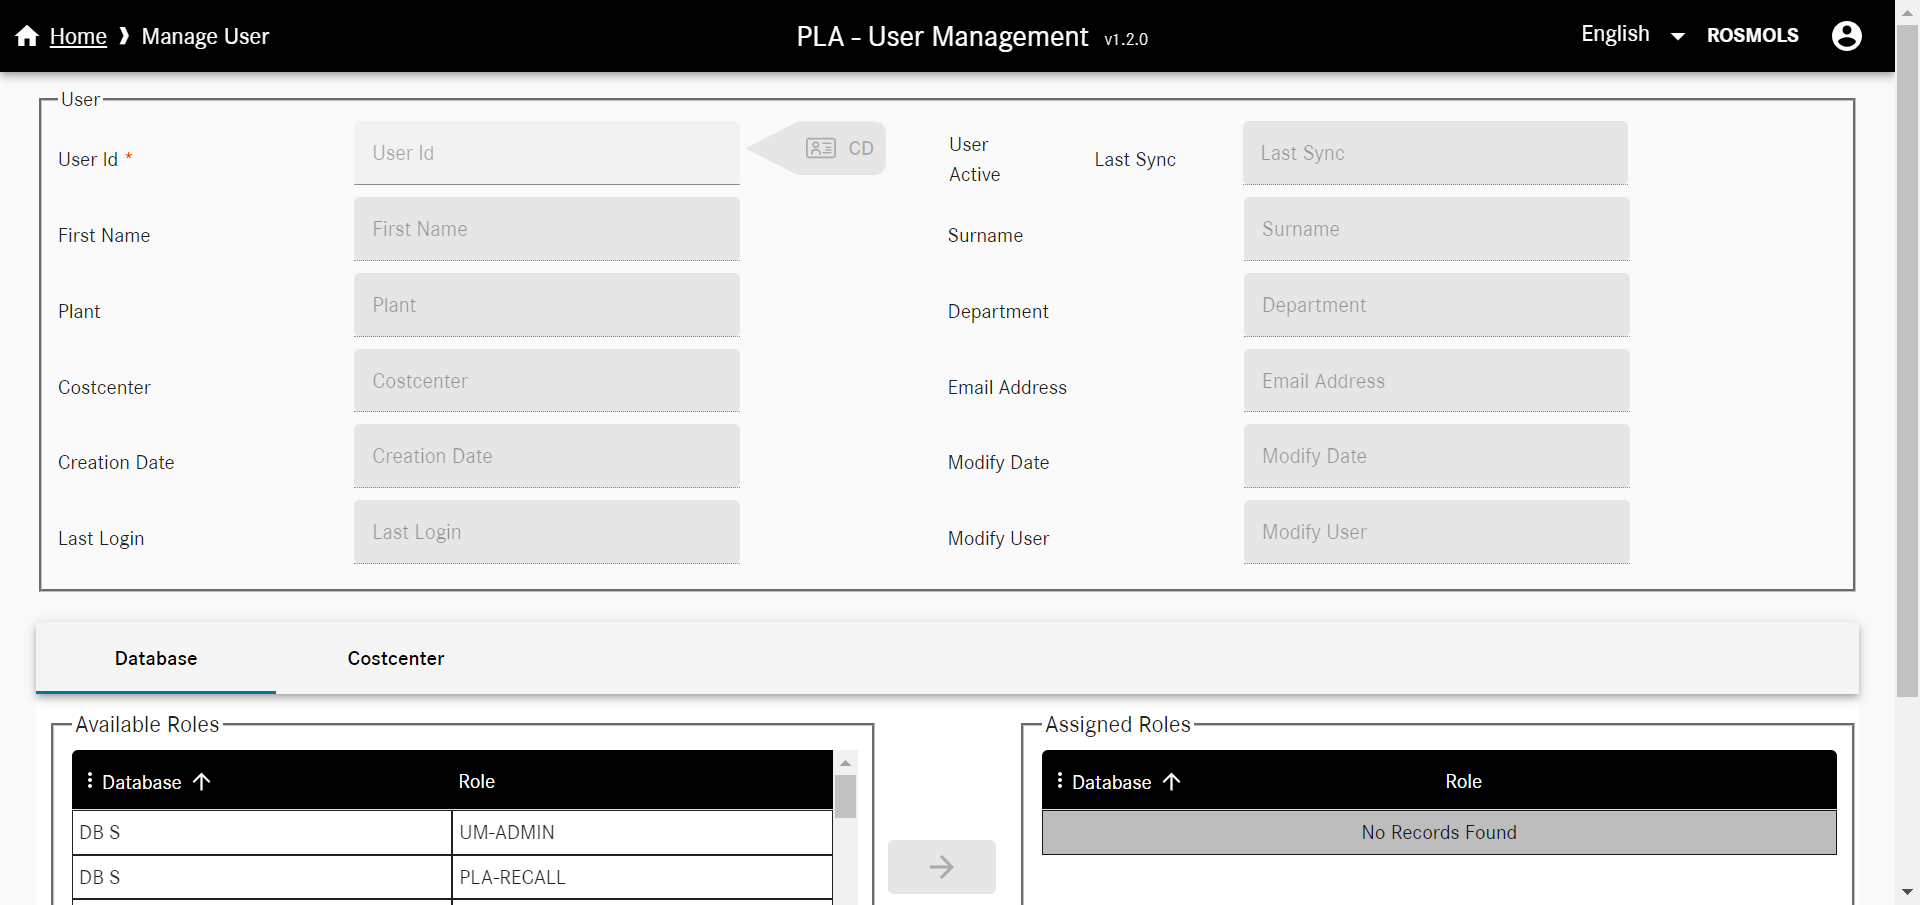 Home ❱ Manage User
PLA - User Management v1.2.0
English
ROSMOLS
User
User Id *
User Id
CD
User Active
Last Sync
Last Sync
First Name
First Name
Surname
Surname
Plant
Plant
Department
Department
Costcenter
Costcenter
Email Address
Email Address
Creation Date
Creation Date
Modify Date
Modify Date
Last Login
Last Login
Modify User
Modify User
Database
Costcenter
Available Roles
Database
Role
DB S
UM-ADMIN
DB S
PLA-RECALL
Assigned Roles
Database
Role
No Records Found